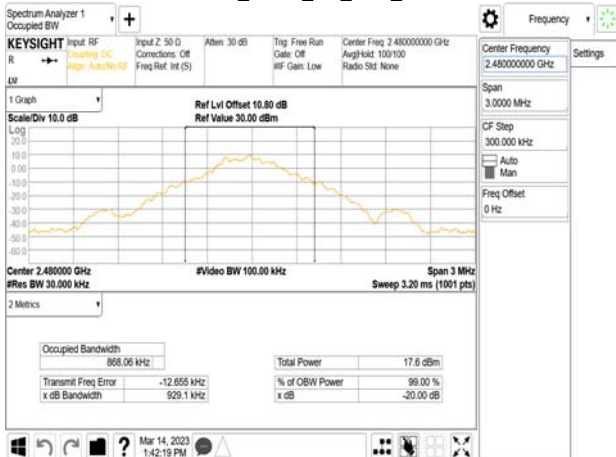 Spectrum Analyzer 1
Occupied BW
+
Frequency
KEYSIGHT
R
Input: RF
Coupling: DC
Align: Auto/No RF
Input Z: 50 Ω
Corrections: Off
Freq Ref: Int (S)
Atten: 30 dB
Trig: Free Run
Gate: Off
#IF Gain: Low
Center Freq: 2.480000000 GHz
Avg|Hold: 100/100
Radio Std: None
Center Frequency
2.480000000 GHz
Settings
Span
3.0000 MHz
CF Step
300.000 kHz
Auto
Man
Freq Offset
0 Hz
1 Graph
Scale/Div 10.0 dB
Ref Lvl Offset 10.80 dB
Ref Value 30.00 dBm
Log
20.0
10.0
0.00
-10.0
-20.0
-30.0
-40.0
-50.0
-60.0
Center 2.480000 GHz
#Res BW 30.000 kHz
#Video BW 100.00 kHz
Span 3 MHz
Sweep 3.20 ms (1001 pts)
2 Metrics
Occupied Bandwidth
868.06 kHz
Total Power 17.6 dBm
Transmit Freq Error -12.655 kHz
% of OBW Power 99.00 %
x dB Bandwidth 929.1 kHz
x dB -20.00 dB
?
Mar 14, 2023
1:42:19 PM